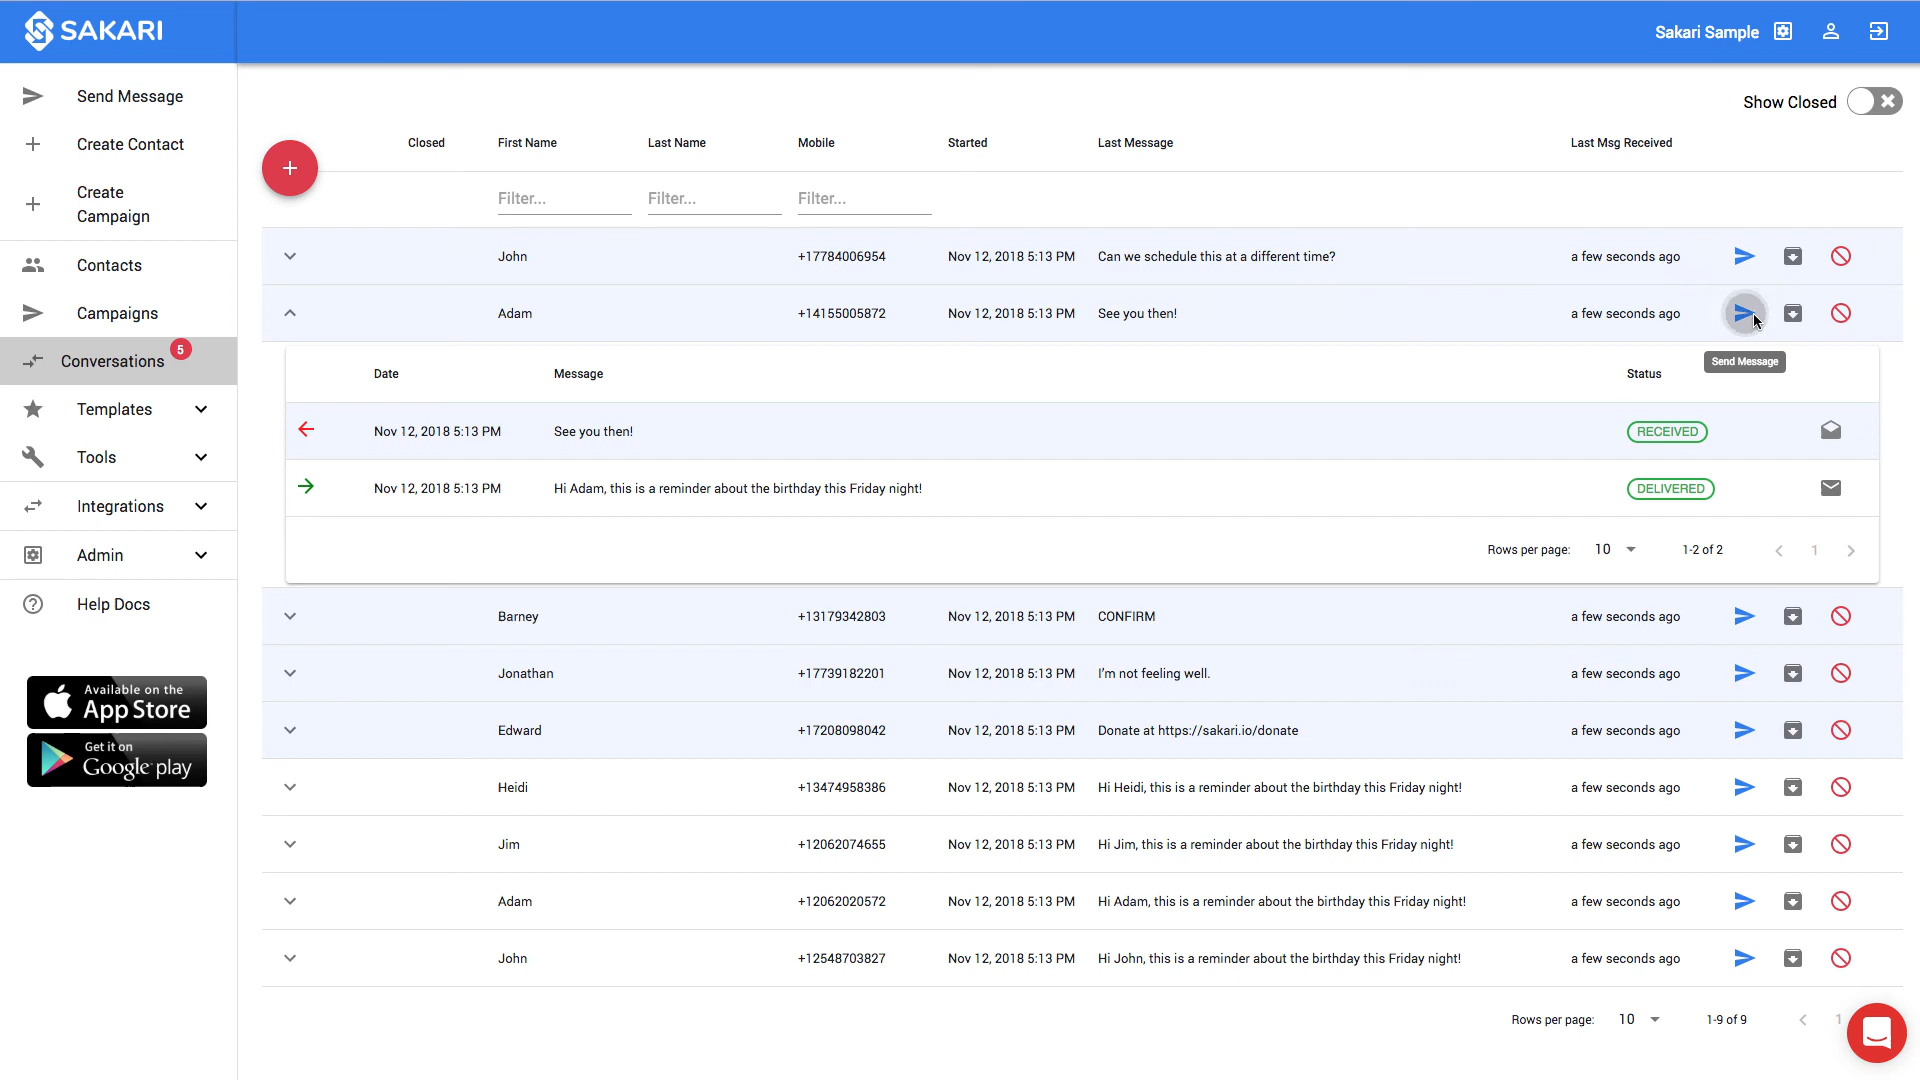 SAKARI
Sakari Sample
Send Message
Create Contact
Create
Campaign
Contacts
Campaigns
Conversations 5
Templates
Tools
Integrations
Admin
Help Docs
Available on the
App Store
Get it on
Google play
Show Closed
Closed First Name Last Name Mobile Started Last Message Last Msg Received
Filter... Filter... Filter...
John +17784006954 Nov 12, 2018 5:13 PM Can we schedule this at a different time? a few seconds ago
Adam +14155005872 Nov 12, 2018 5:13 PM See you then! a few seconds ago
Send Message
Date Message Status
Nov 12, 2018 5:13 PM See you then! RECEIVED
Nov 12, 2018 5:13 PM Hi Adam, this is a reminder about the birthday this Friday night! DELIVERED
Rows per page: 10 1-2 of 2 1
Barney +13179342803 Nov 12, 2018 5:13 PM CONFIRM a few seconds ago
Jonathan +17739182201 Nov 12, 2018 5:13 PM I'm not feeling well. a few seconds ago
Edward +17208098042 Nov 12, 2018 5:13 PM Donate at https://sakari.io/donate a few seconds ago
Heidi +13474958386 Nov 12, 2018 5:13 PM Hi Heidi, this is a reminder about the birthday this Friday night! a few seconds ago
Jim +12062074655 Nov 12, 2018 5:13 PM Hi Jim, this is a reminder about the birthday this Friday night! a few seconds ago
Adam +12062020572 Nov 12, 2018 5:13 PM Hi Adam, this is a reminder about the birthday this Friday night! a few seconds ago
John +12548703827 Nov 12, 2018 5:13 PM Hi John, this is a reminder about the birthday this Friday night! a few seconds ago
Rows per page: 10 1-9 of 9 1